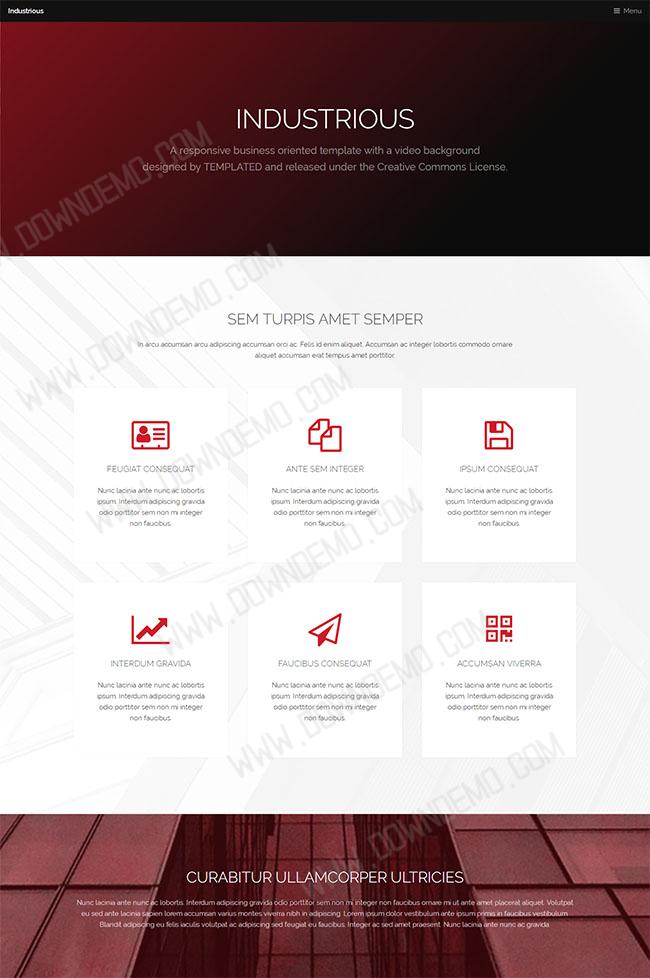 Industrious
Menu
INDUSTRIOUS
A responsive business oriented template with a video background
designed by TEMPLATED and released under the Creative Commons License.
SEM TURPIS AMET SEMPER
In arcu accumsan arcu adipiscing accumsan orci ac. Felis id enim aliquet. Accumsan ac integer lobortis commodo ornare
aliquet accumsan erat tempus amet porttitor.
FEUGIAT CONSEQUAT
Nunc lacinia ante nunc ac lobortis
ipsum. Interdum adipiscing gravida
odio porttitor sem non mi integer
non faucibus.
ANTE SEM INTEGER
Nunc lacinia ante nunc ac lobortis
ipsum. Interdum adipiscing gravida
odio porttitor sem non mi integer
non faucibus.
IPSUM CONSEQUAT
Nunc lacinia ante nunc ac lobortis
ipsum. Interdum adipiscing gravida
odio porttitor sem non mi integer
non faucibus.
INTERDUM GRAVIDA
Nunc lacinia ante nunc ac lobortis
ipsum. Interdum adipiscing gravida
odio porttitor sem non mi integer
non faucibus.
FAUCIBUS CONSEQUAT
Nunc lacinia ante nunc ac lobortis
ipsum. Interdum adipiscing gravida
odio porttitor sem non mi integer
non faucibus.
ACCUMSAN VIVERRA
Nunc lacinia ante nunc ac lobortis
ipsum. Interdum adipiscing gravida
odio porttitor sem non mi integer
non faucibus.
CURABITUR ULLAMCORPER ULTRICIES
Nunc lacinia ante nunc ac lobortis. Interdum adipiscing gravida odio porttitor sem non mi integer non faucibus ornare mi ut ante amet placerat aliquet. Volutpat
eu sed ante lacinia sapien lorem accumsan varius montes viverra nibh in adipiscing. Lorem ipsum dolor vestibulum ante ipsum primis in faucibus vestibulum.
Blandit adipiscing eu felis iaculis volutpat ac adipiscing sed feugiat eu faucibus. Integer ac sed amet praesent. Nunc lacinia ante nunc ac gravida.
WWW.DOWNDEMO.COM
WWW.DOWNDEMO.COM
WWW.DOWNDEMO.COM
WWW.DOWNDEMO.COM
WWW.DOWNDEMO.COM
WWW.DOWNDEMO.COM
WWW.DOWNDEMO.COM